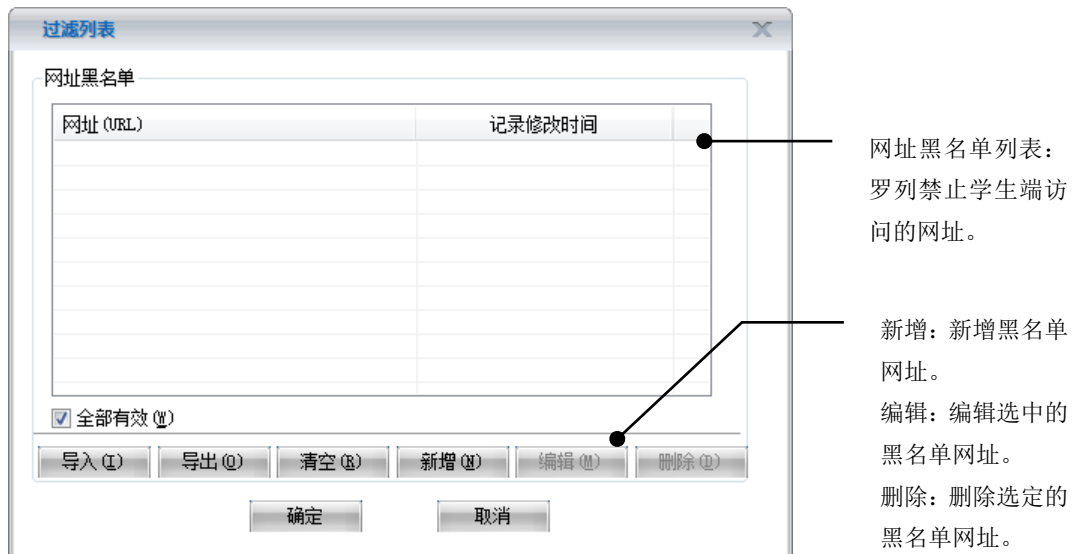 过滤列表
网址黑名单
网址(URL) 记录修改时间
网址黑名单列表：
罗列禁止学生端访
问的网址。
新增：新增黑名单
网址。
编辑：编辑选中的
黑名单网址。
删除：删除选定的
黑名单网址。
全部有效(W)
导入(I) 导出(O) 清空(R) 新增(N) 编辑(M) 删除(D)
确定 取消